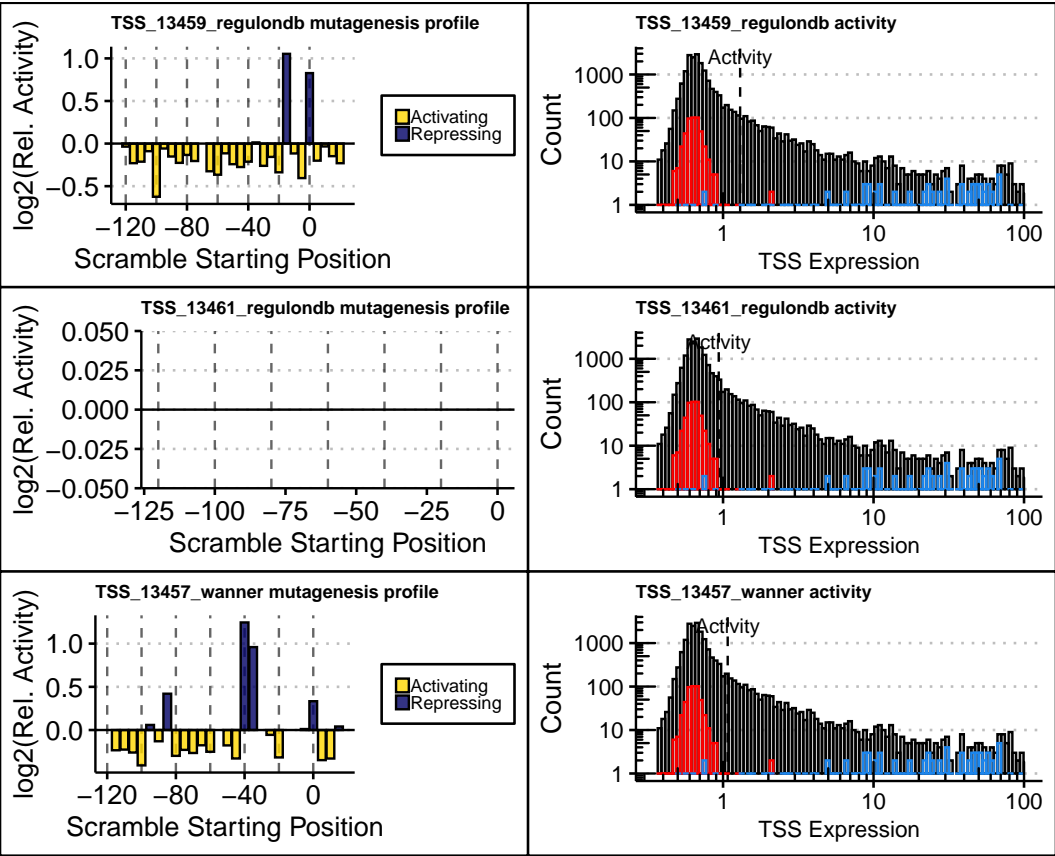 TSS_13459_regulondb mutagenesis profile
log2(Rel. Activity)
1.0
0.5
0.0
−0.5
−120 −80 −40 0
Scramble Starting Position
Activating
Repressing
TSS_13459_regulondb activity
Activity
Count
1000
100
10
1
1 10 100
TSS Expression
TSS_13461_regulondb mutagenesis profile
log2(Rel. Activity)
0.050
0.025
0.000
−0.025
−0.050
−125 −100 −75 −50 −25 0
Scramble Starting Position
TSS_13461_regulondb activity
Activity
Count
1000
100
10
1
1 10 100
TSS Expression
TSS_13457_wanner mutagenesis profile
log2(Rel. Activity)
1.0
0.5
0.0
−120 −80 −40 0
Scramble Starting Position
Activating
Repressing
TSS_13457_wanner activity
Activity
Count
1000
100
10
1
1 10 100
TSS Expression